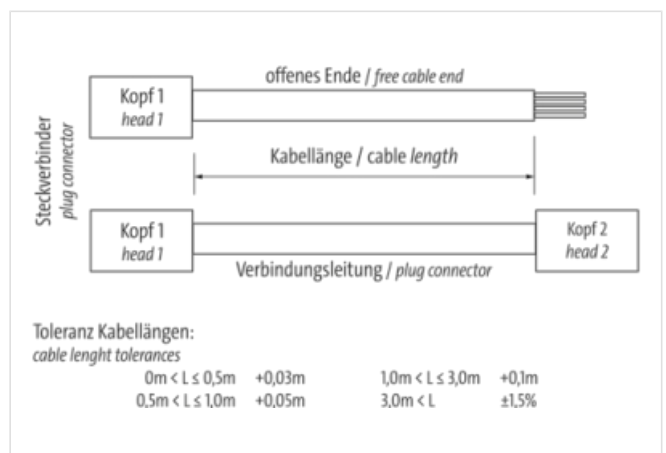 offenes Ende / free cable end
Kopf 1
head 1
Steckverbinder
plug connector
Kabellänge / cable length
Kopf 1
head 1
Kopf 2
head 2
Verbindungsleitung / plug connector
Toleranz Kabellängen:
cable lenght tolerances
0m < L ≤ 0,5m +0,03m 1,0m < L ≤ 3,0m +0,1m
0,5m < L ≤ 1,0m +0,05m 3,0m < L ±1,5%